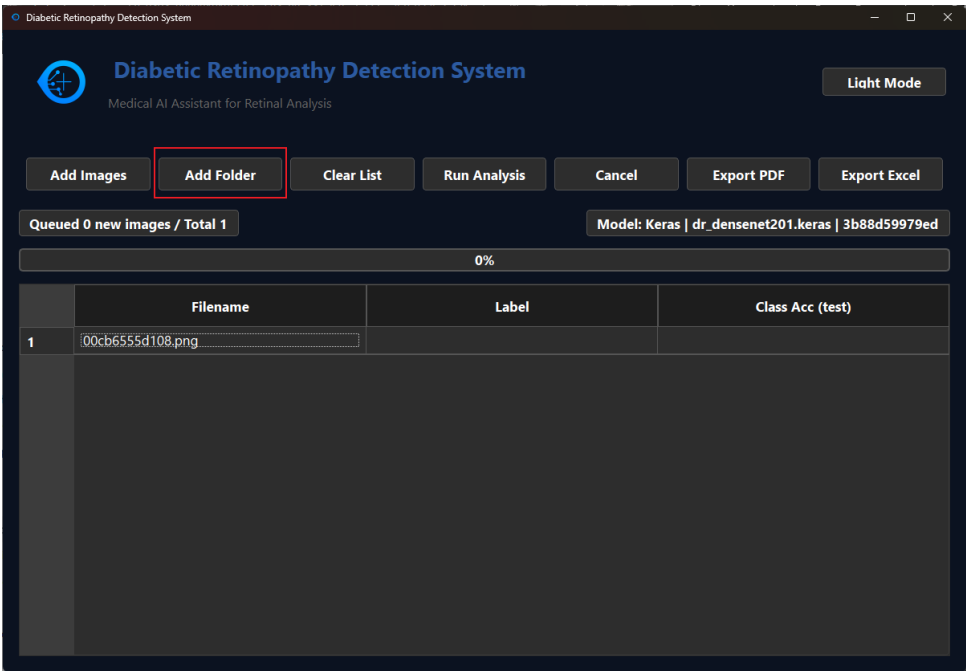 Diabetic Retinopathy Detection System
Diabetic Retinopathy Detection System
Medical AI Assistant for Retinal Analysis
Light Mode
Add Images Add Folder Clear List Run Analysis Cancel Export PDF Export Excel
Queued 0 new images / Total 1 Model: Keras | dr_densenet201.keras | 3b88d59979ed
0%
Filename Label Class Acc (test)
1 00cb6555d108.png